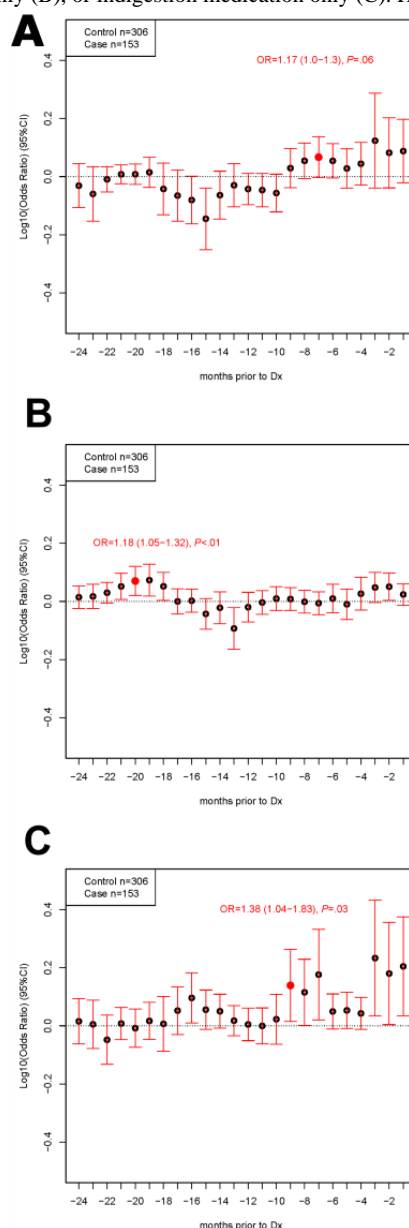 only (B), or indigestion medication only (C).
A
Control n=306
Case n=153
OR=1.17 (1.0−1.3), P=.06
Log10(Odds Ratio) (95%CI)
0.4
0.2
0.0
−0.2
−0.4
−24 −22 −20 −18 −16 −14 −12 −10 −8 −6 −4 −2
months prior to Dx
B
Control n=306
Case n=153
OR=1.18 (1.05−1.32), P<.01
Log10(Odds Ratio) (95%CI)
0.4
0.2
0.0
−0.2
−0.4
−24 −22 −20 −18 −16 −14 −12 −10 −8 −6 −4 −2
months prior to Dx
C
Control n=306
Case n=153
OR=1.38 (1.04−1.83), P=.03
Log10(Odds Ratio) (95%CI)
0.4
0.2
0.0
−0.2
−0.4
−24 −22 −20 −18 −16 −14 −12 −10 −8 −6 −4 −2
months prior to Dx